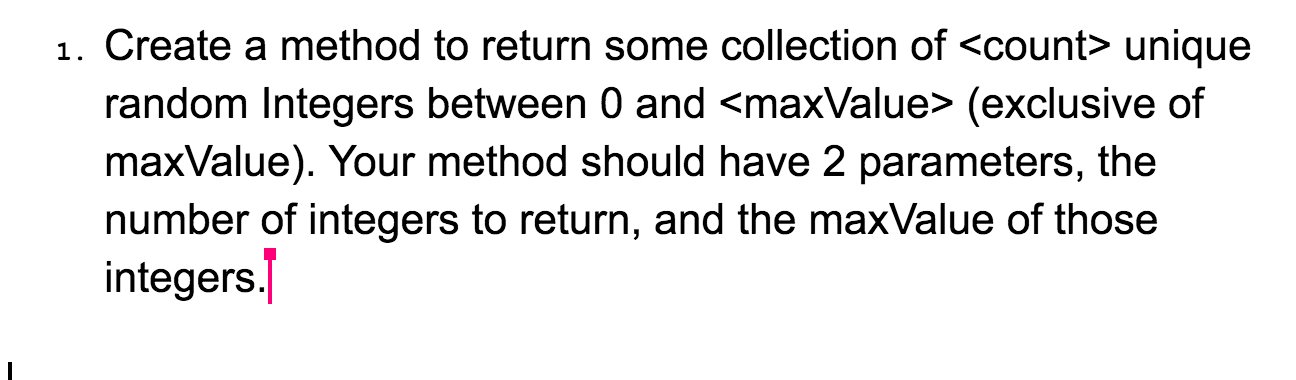 1. Create a method to return some collection of <count> unique
random Integers between 0 and <maxValue> (exclusive of
maxValue). Your method should have 2 parameters, the
number of integers to return, and the maxValue of those
integers.